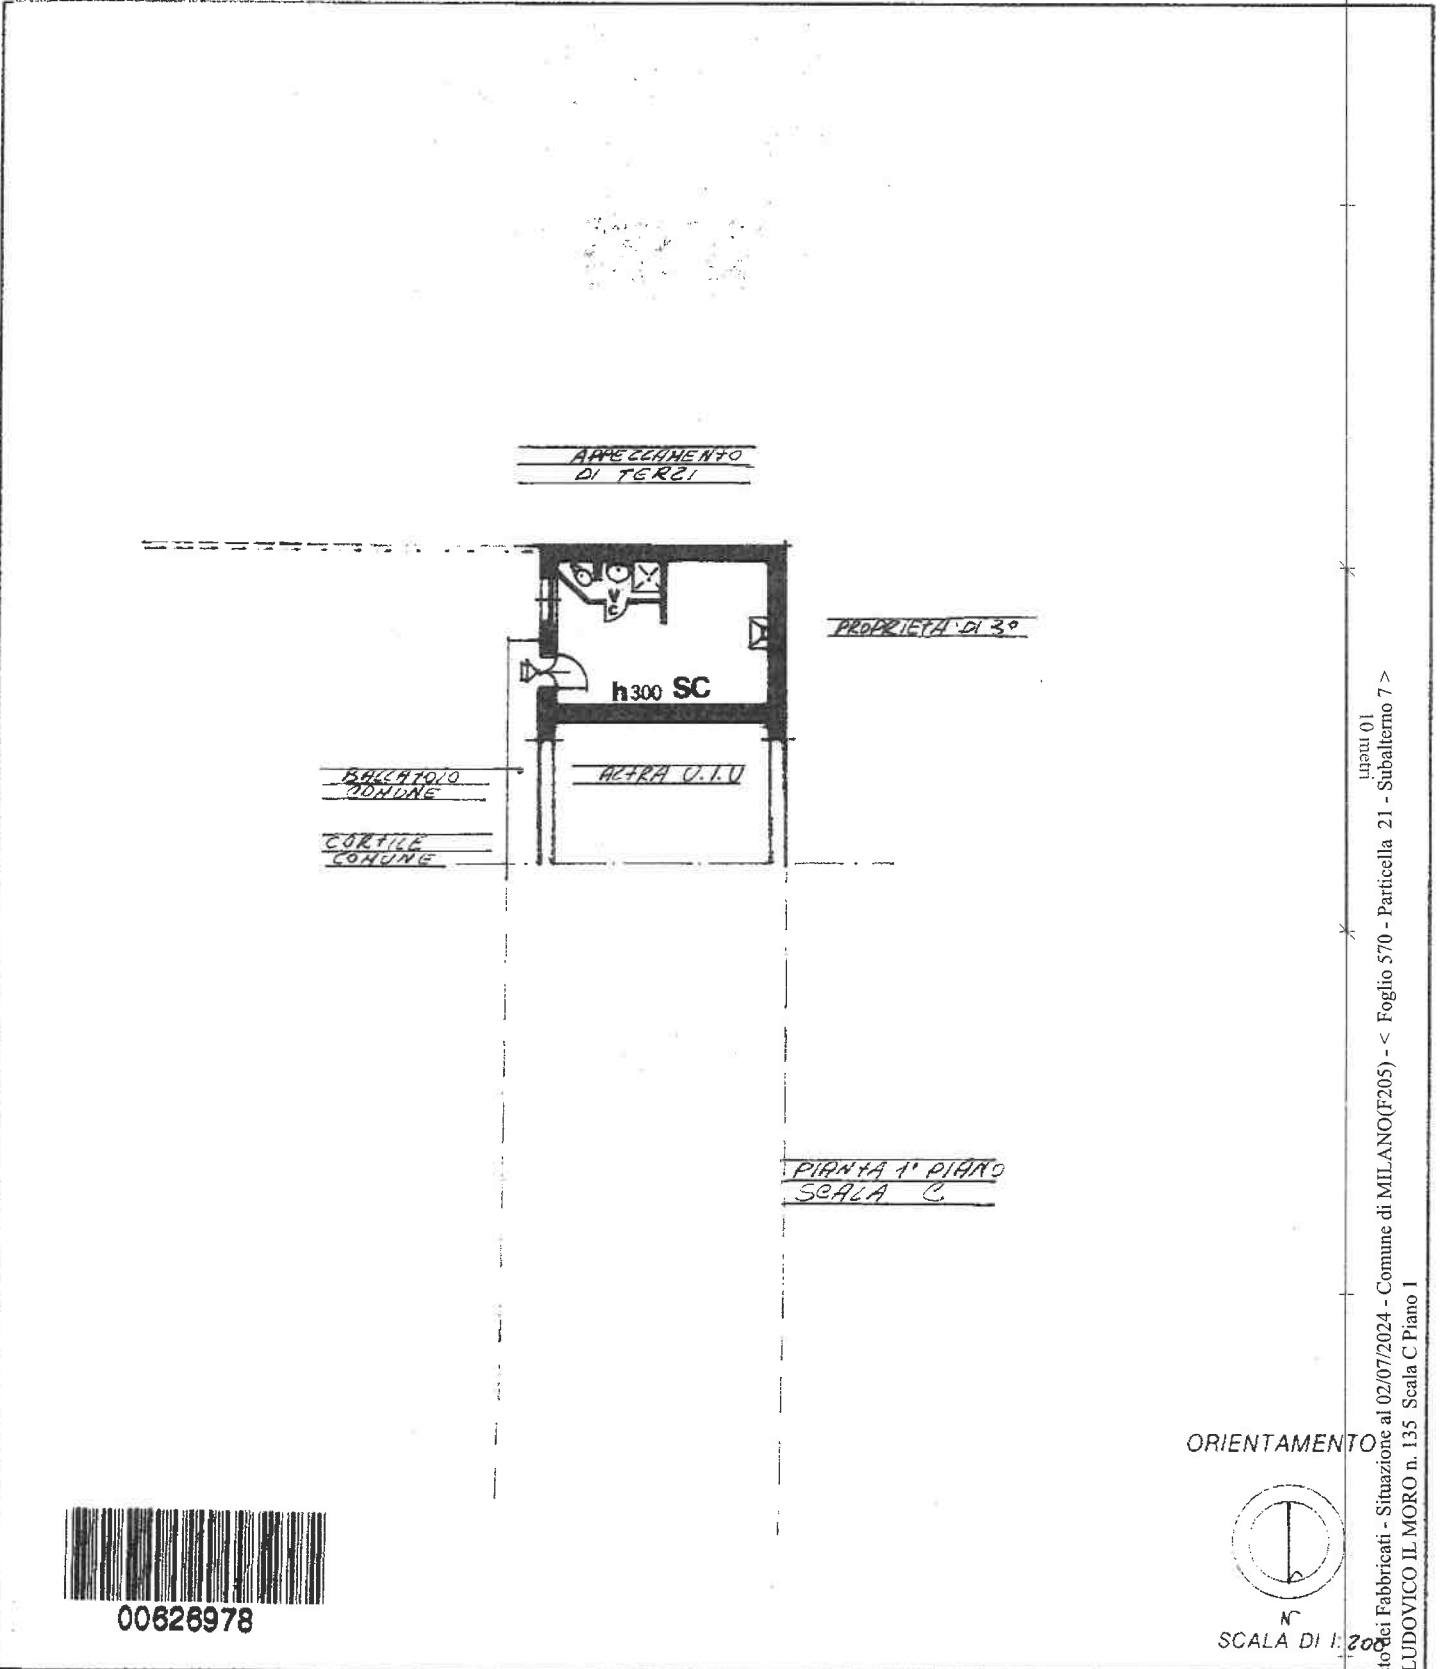 APPEZZAMENTO
DI TERZI
PROPRIETA' DI 3°
V
C
h 300 SC
BALLATOIO
COMUNE
ALTRA U.I.U
CORTILE
COMUNE
PIANTA 1° PIANO
SCALA C
ORIENTAMENTO
N
SCALA DI 1: 200
00626978
10 metri
to dei Fabbricati - Situazione al 02/07/2024 - Comune di MILANO(F205) - < Foglio 570 - Particella 21 - Subalterno 7 >
LUDOVICO IL MORO n. 135 Scala C Piano 1